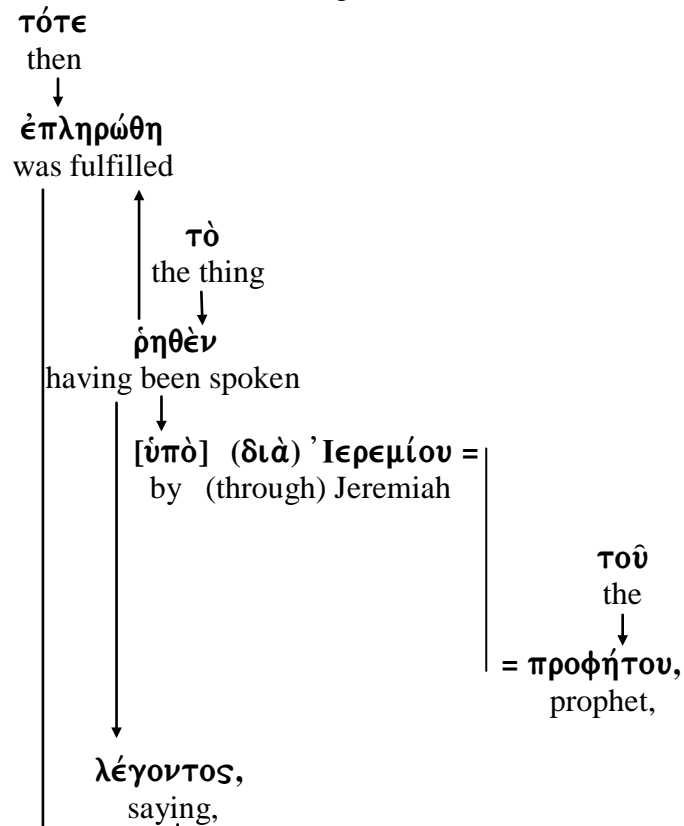 τότε
then
ἐπληρώθη
was fulfilled
τὸ
the thing
ῥηθὲν
having been spoken
[ὑπὸ] (διὰ) Ἰερεμίου =
by (through) Jeremiah
τοῦ
the
= προφήτου,
prophet,
λέγοντος,
saying,